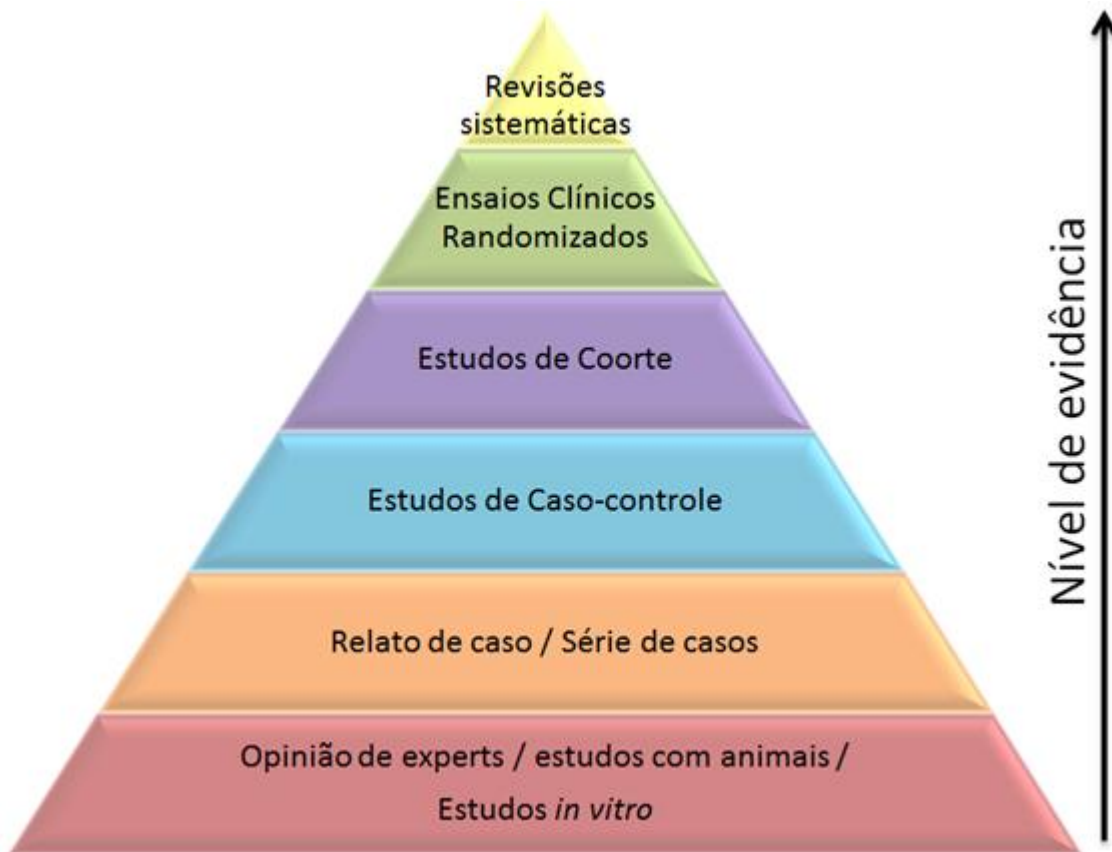 Revisões
sistemáticas
Ensaios Clínicos
Randomizados
Estudos de Coorte
Estudos de Caso-controle
Relato de caso / Série de casos
Opinião de experts / estudos com animais /
Estudos in vitro
Nível de evidência